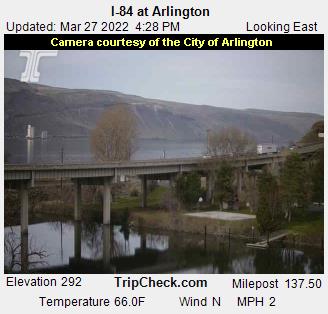 I-84 at Arlington
Updated: Mar 27 2022 4:28 PM Looking East
Camera courtesy of the City of Arlington
Elevation 292 TripCheck.com Milepost 137.50
Temperature 66.0F Wind N MPH 2